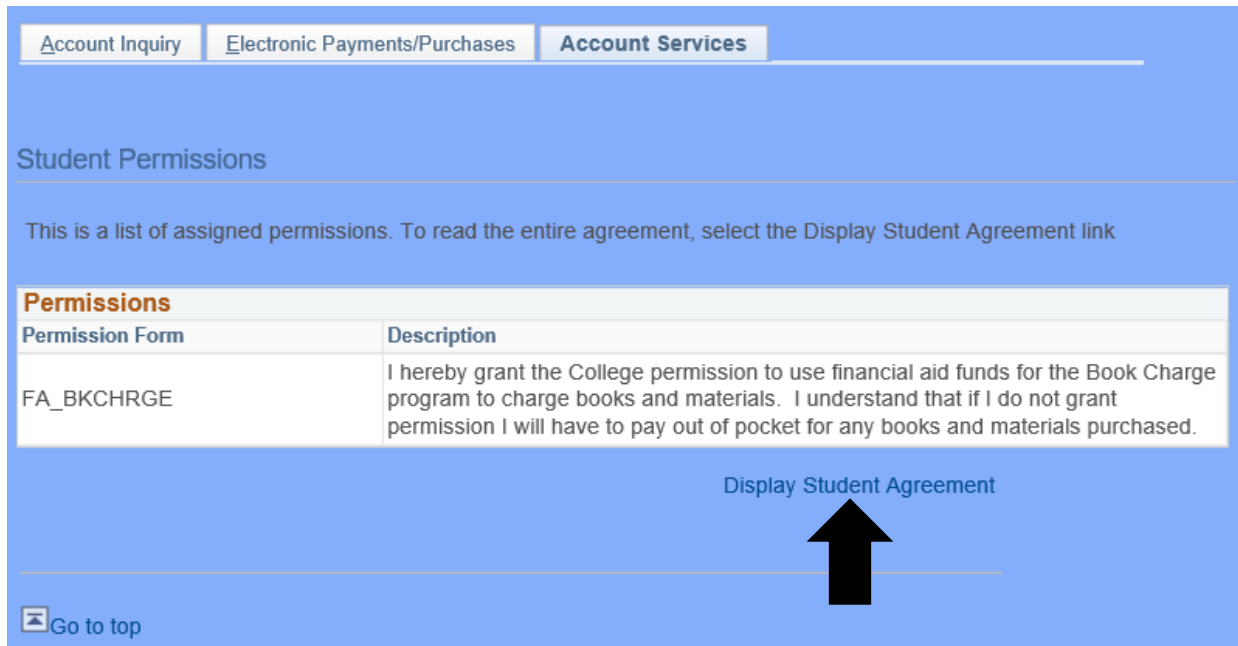 Account Inquiry Electronic Payments/Purchases Account Services
Student Permissions
This is a list of assigned permissions. To read the entire agreement, select the Display Student Agreement link
Permissions
Permission Form Description
FA_BKCHRGE
I hereby grant the College permission to use financial aid funds for the Book Charge
program to charge books and materials.  I understand that if I do not grant
permission I will have to pay out of pocket for any books and materials purchased.
Display Student Agreement
Go to top